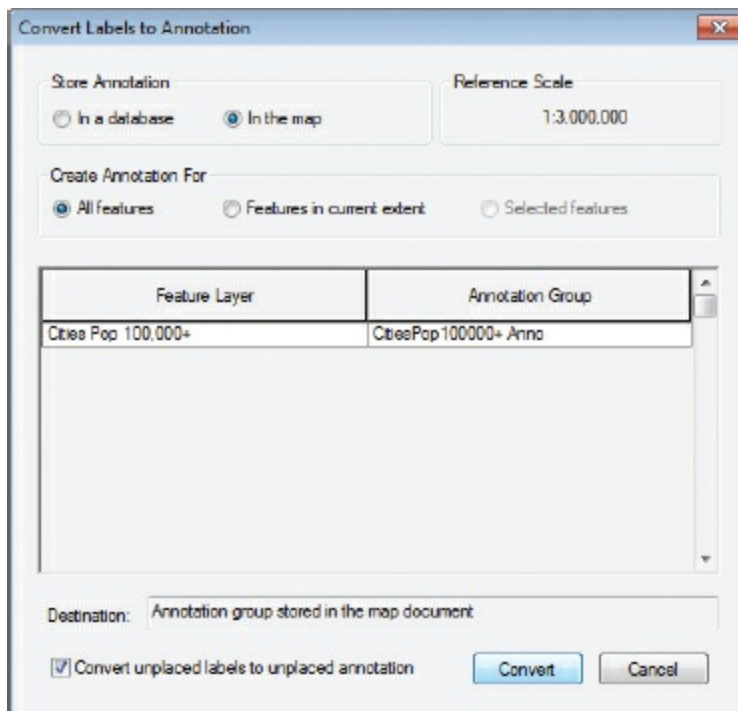 Convert Labels to Annotation
Store Annotation
Reference Scale
In a database
In the map
1:3,000,000
Create Annotation For
All features
Features in current extent
Selected features
Feature Layer
Annotation Group
Cities Pop 100,000+
CitiesPop100000+ Anno
Destination:
Annotation group stored in the map document
Convert unplaced labels to unplaced annotation
Convert
Cancel